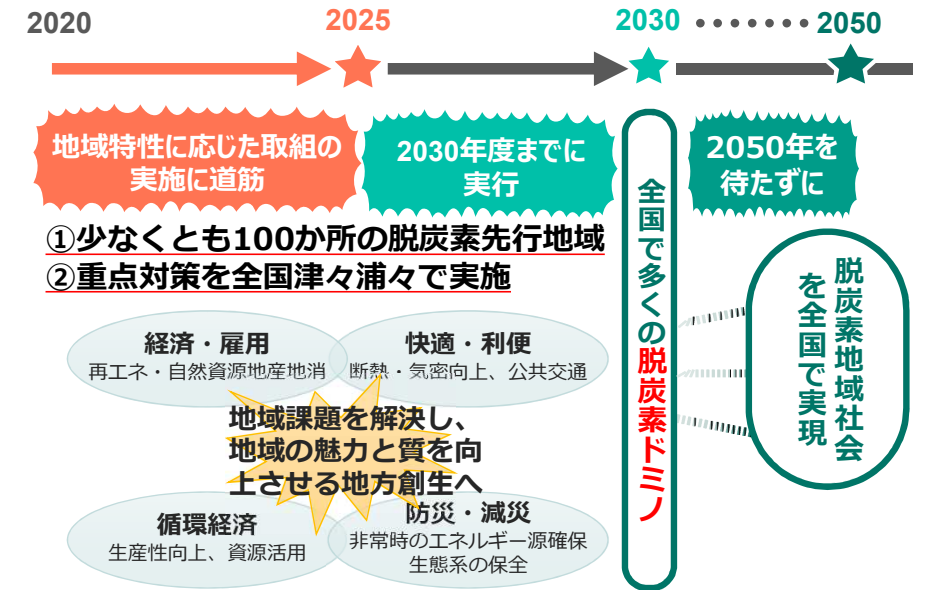 2020
2025
2030 ・・・・・・・ 2050
地域特性に応じた取組の
実施に道筋
2030年度までに
実行
2050年を
待たずに
①少なくとも100か所の脱炭素先行地域
②重点対策を全国津々浦々で実施
経済・雇用
再エネ・自然資源地産地消
快適・利便
断熱・気密向上、公共交通
地域課題を解決し、
地域の魅力と質を向
上させる地方創生へ
循環経済
生産性向上、資源活用
防災・減災
非常時のエネルギー源確保
生態系の保全
全国で多くの脱炭素ドミノ
脱炭素地域社会
を全国で実現